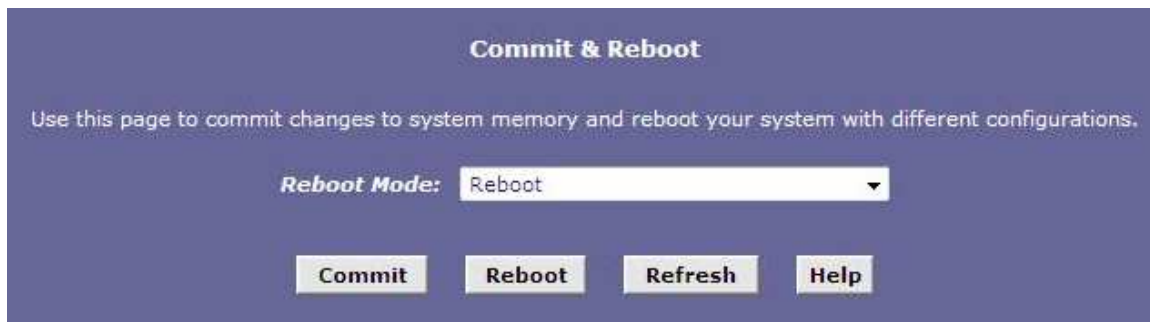 Commit & Reboot
Use this page to commit changes to system memory and reboot your system with different configurations.
Reboot Mode: Reboot
Commit Reboot Refresh Help